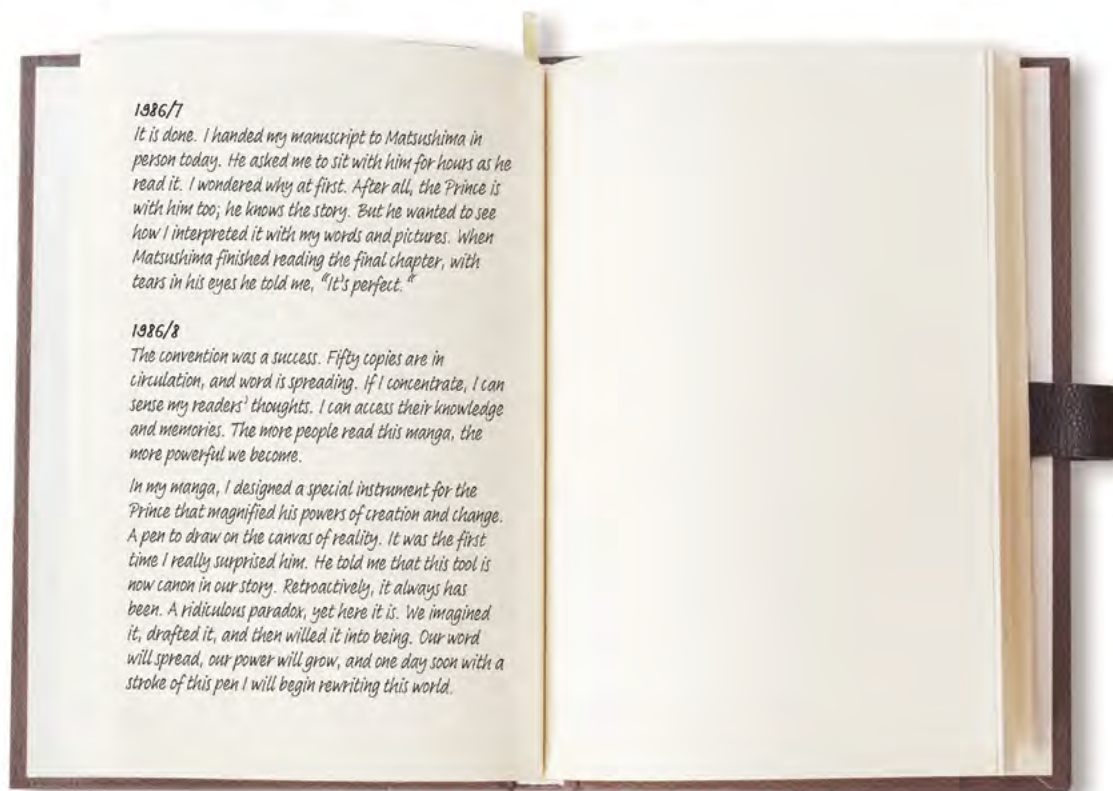 1986/7
It is done. I handed my manuscript to Matsushima in
person today. He asked me to sit with him for hours as he
read it. I wondered why at first. After all, the Prince is
with him too; he knows the story. But he wanted to see
how I interpreted it with my words and pictures. When
Matsushima finished reading the final chapter, with
tears in his eyes he told me, "It's perfect."
1986/8
The convention was a success. Fifty copies are in
circulation, and word is spreading. If I concentrate, I can
sense my readers' thoughts. I can access their knowledge
and memories. The more people read this manga, the
more powerful we become.
In my manga, I designed a special instrument for the
Prince that magnified his powers of creation and change.
A pen to draw on the canvas of reality. It was the first
time I really surprised him. He told me that this tool is
now canon in our story. Retroactively, it always has
been. A ridiculous paradox, yet here it is. We imagined
it, drafted it, and then willed it into being. Our word
will spread, our power will grow, and one day soon with a
stroke of this pen I will begin rewriting this world.